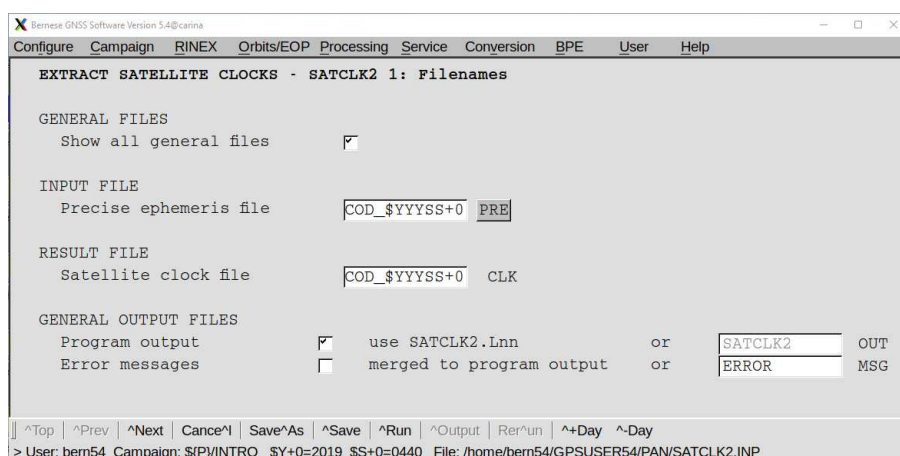 Bernese GNSS Software Version 5.4@carina
Configure Campaign RINEX Orbits/EOP Processing Service Conversion BPE User Help
EXTRACT SATELLITE CLOCKS - SATCLK2 1: Filenames
GENERAL FILES
Show all general files
INPUT FILE
Precise ephemeris file COD_$YYYSS+0 PRE
RESULT FILE
Satellite clock file COD_$YYYSS+0 CLK
GENERAL OUTPUT FILES
Program output use SATCLK2.Lnn or SATCLK2 OUT
Error messages merged to program output or ERROR MSG
^Top ^Prev ^Next Cance^l Save^As ^Save ^Run ^Output Rer^un ^+Day ^-Day
> User: bern54 Campaign: ${P}/INTRO $Y+0=2019 $S+0=0440 File: /home/bern54/GPSUSER54/PAN/SATCLK2.INP